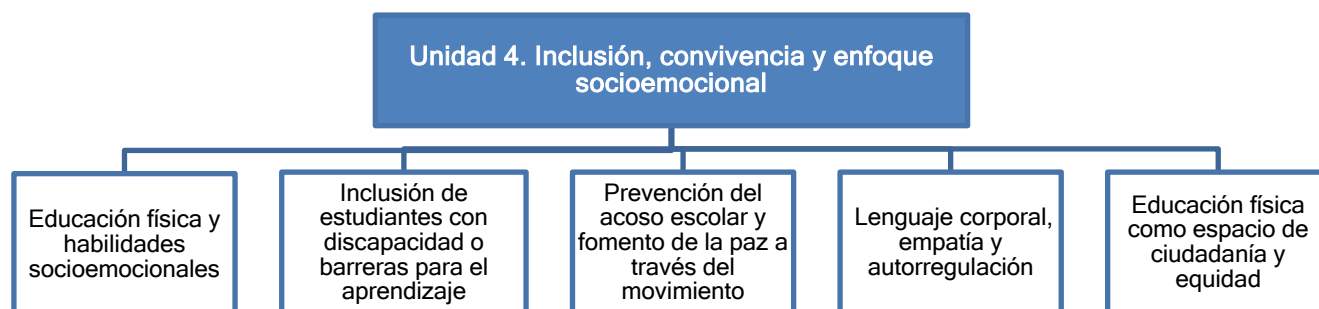 Unidad 4. Inclusión, convivencia y enfoque
socioemocional
Educación física y
habilidades
socioemocionales
Inclusión de
estudiantes con
discapacidad o
barreras para el
aprendizaje
Prevención del
acoso escolar y
fomento de la paz a
través del
movimiento
Lenguaje corporal,
empatía y
autorregulación
Educación física
como espacio de
ciudadanía y
equidad